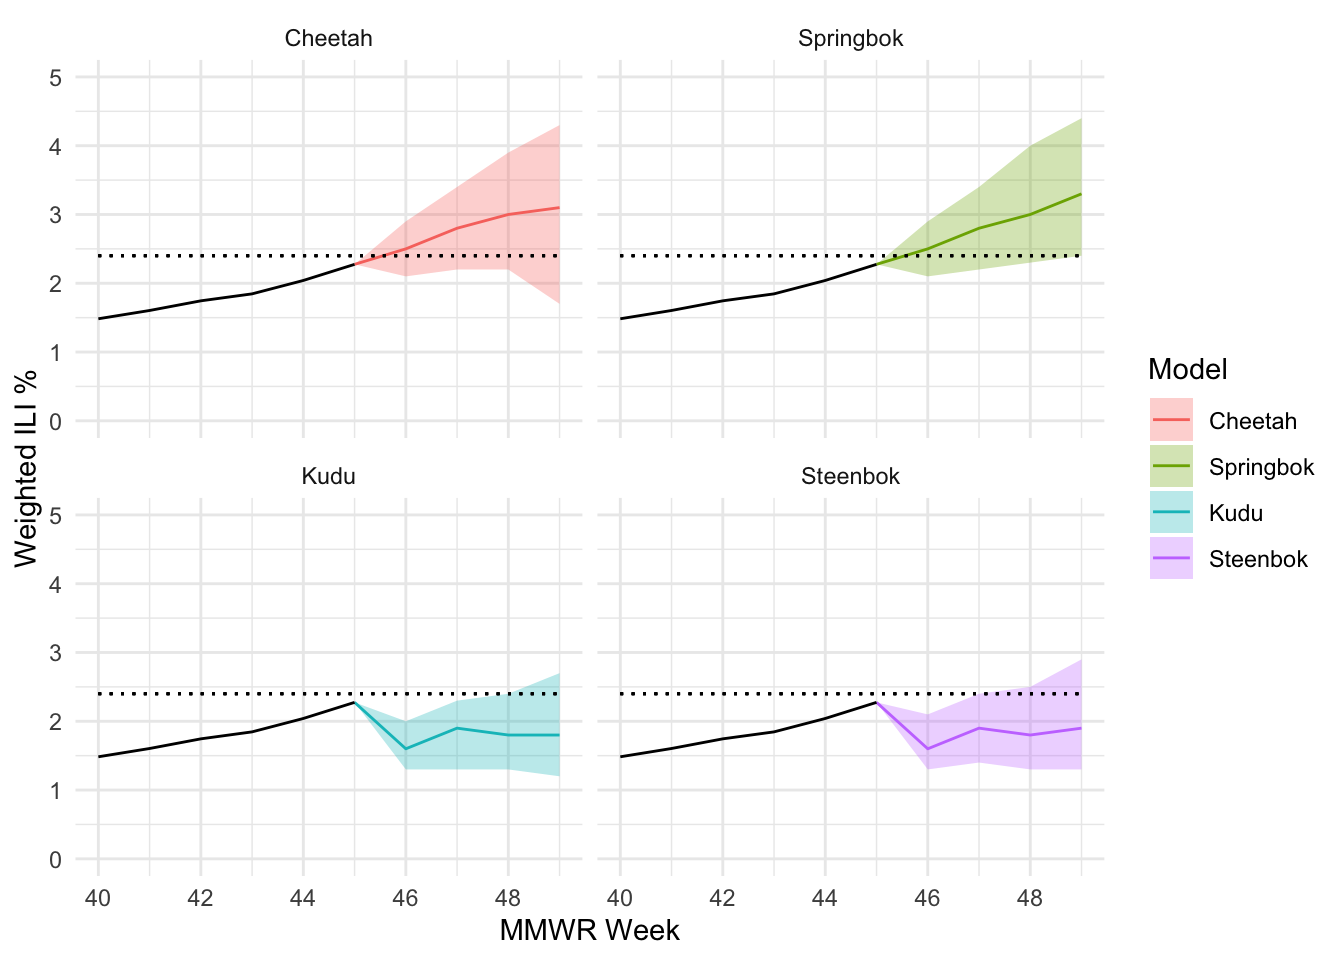 Cheetah
Springbok
5
4
3
2
1
0
Kudu
Steenbok
5
4
3
2
1
0
40 42 44 46 48
40 42 44 46 48
MMWR Week
Weighted ILI %
Model
Cheetah
Springbok
Kudu
Steenbok